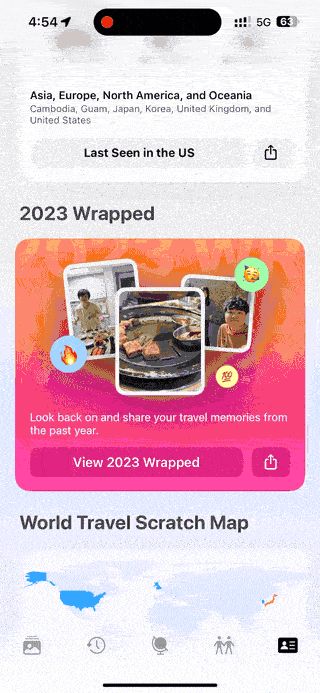 4:54
5G
63
Asia, Europe, North America, and Oceania
Cambodia, Guam, Japan, Korea, United Kingdom, and
United States
Last Seen in the US
2023 Wrapped
💯
Look back on and share your travel memories from
the past year.
View 2023 Wrapped
World Travel Scratch Map